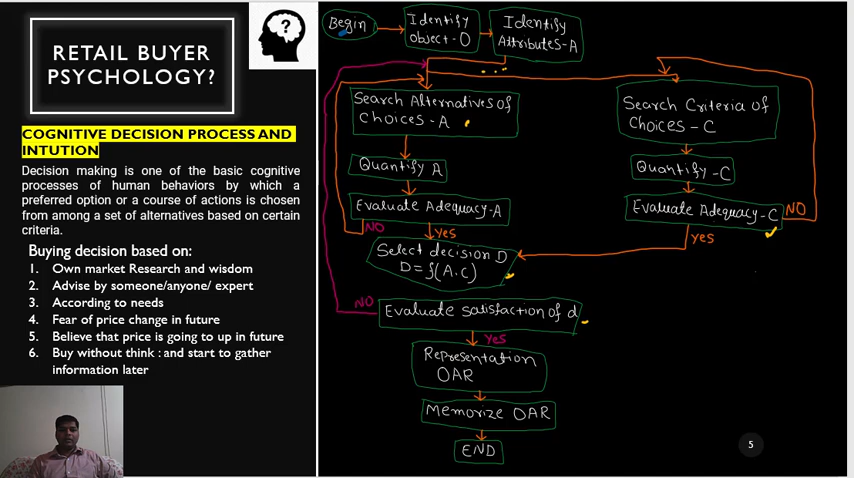 RETAIL BUYER
PSYCHOLOGY?
?
COGNITIVE DECISION PROCESS AND
INTUTION
Decision making is one of the basic cognitive
processes of human behaviors by which a
preferred option or a course of actions is chosen
from among a set of alternatives based on certain
criteria.
Buying decision based on:
1. Own market Research and wisdom
2. Advise by someone/anyone/ expert
3. According to needs
4. Fear of price change in future
5. Believe that price is going to up in future
6. Buy without think : and start to gather
information later
Begin
Identify
object-O
Identify
Attributes-A
Search Alternatives of
Choices-A
Quantify A
Evaluate Adequacy-A
NO
Yes
Search Criteria of
Choices-C
Quantify-C
Evaluate Adequacy-C
NO
Yes
Select decision D
D=f(A.C)
NO
Evaluate satisfaction of d
Yes
Representation
OAR
Memorize OAR
END
5